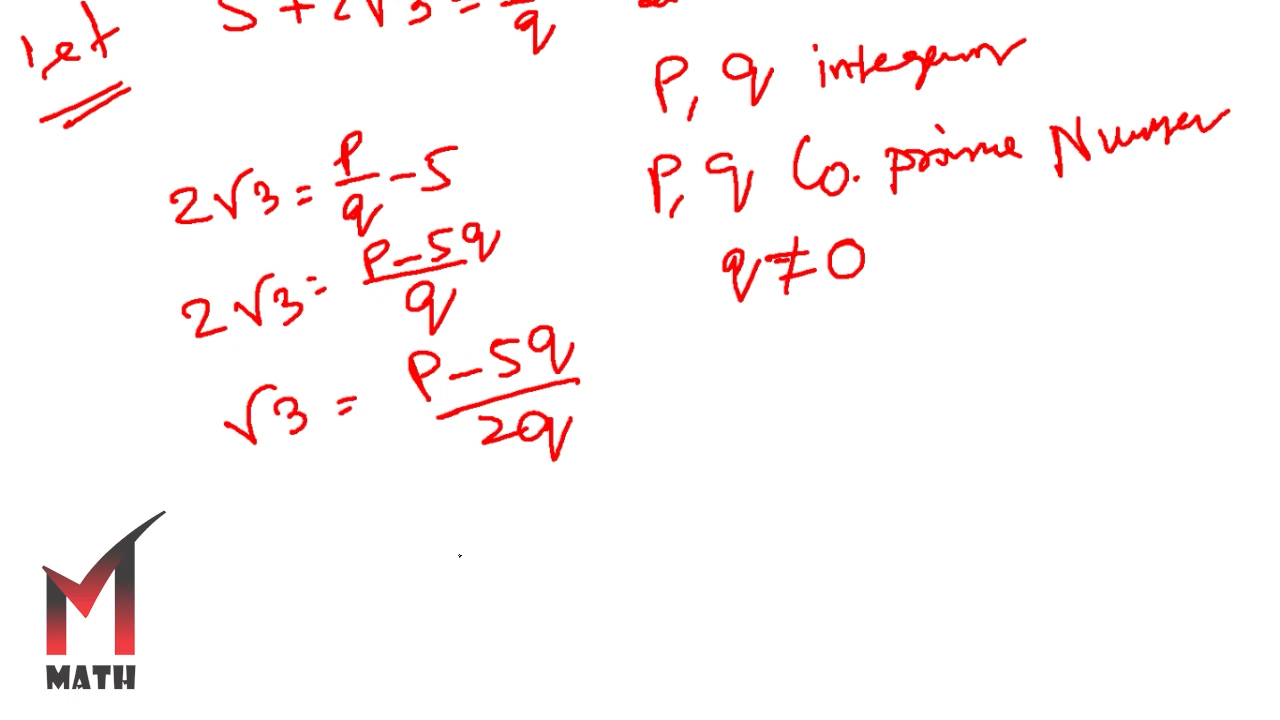 Let 5 + 2√3 = p/q
P, q integers
P, q Co. prime Number
q ≠ 0
2√3 = P/q - 5
2√3 = P - 5q/q
√3 = P - 5q/2q
MATH